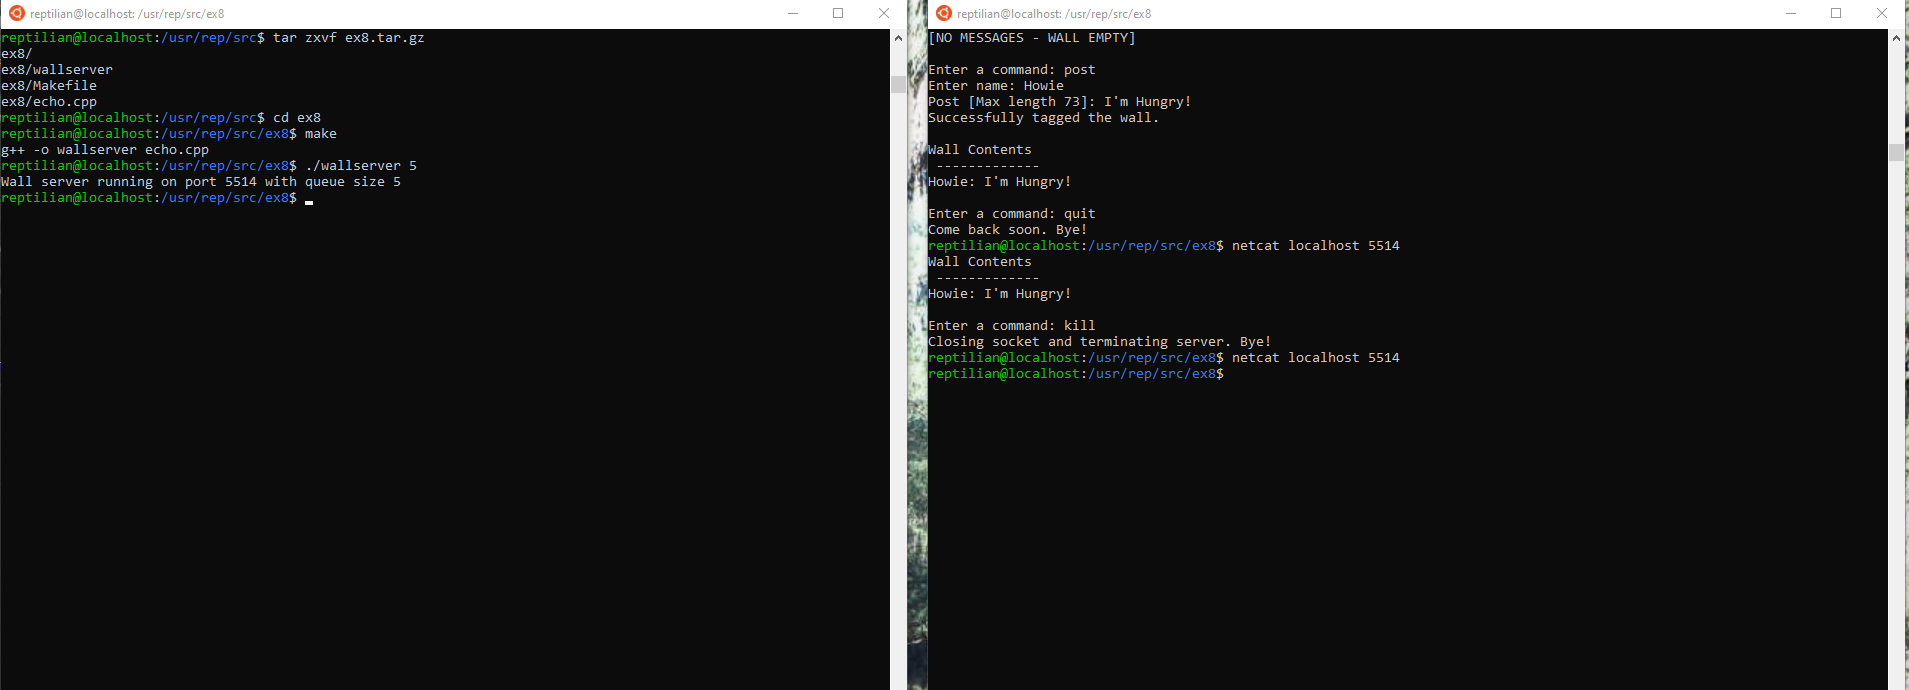 reptilian@localhost: /usr/rep/src/ex8
reptilian@localhost:/usr/rep/src$ tar zxvf ex8.tar.gz
ex8/
ex8/wallserver
ex8/Makefile
ex8/echo.cpp
reptilian@localhost:/usr/rep/src$ cd ex8
reptilian@localhost:/usr/rep/src/ex8$ make
g++ -o wallserver echo.cpp
reptilian@localhost:/usr/rep/src/ex8$ ./wallserver 5
Wall server running on port 5514 with queue size 5
reptilian@localhost:/usr/rep/src/ex8$
reptilian@localhost: /usr/rep/src/ex8
[NO MESSAGES - WALL EMPTY]
Enter a command: post
Enter name: Howie
Post [Max length 73]: I'm Hungry!
Successfully tagged the wall.
Wall Contents
-------------
Howie: I'm Hungry!
Enter a command: quit
Come back soon. Bye!
reptilian@localhost:/usr/rep/src/ex8$ netcat localhost 5514
Wall Contents
-------------
Howie: I'm Hungry!
Enter a command: kill
Closing socket and terminating server. Bye!
reptilian@localhost:/usr/rep/src/ex8$ netcat localhost 5514
reptilian@localhost:/usr/rep/src/ex8$